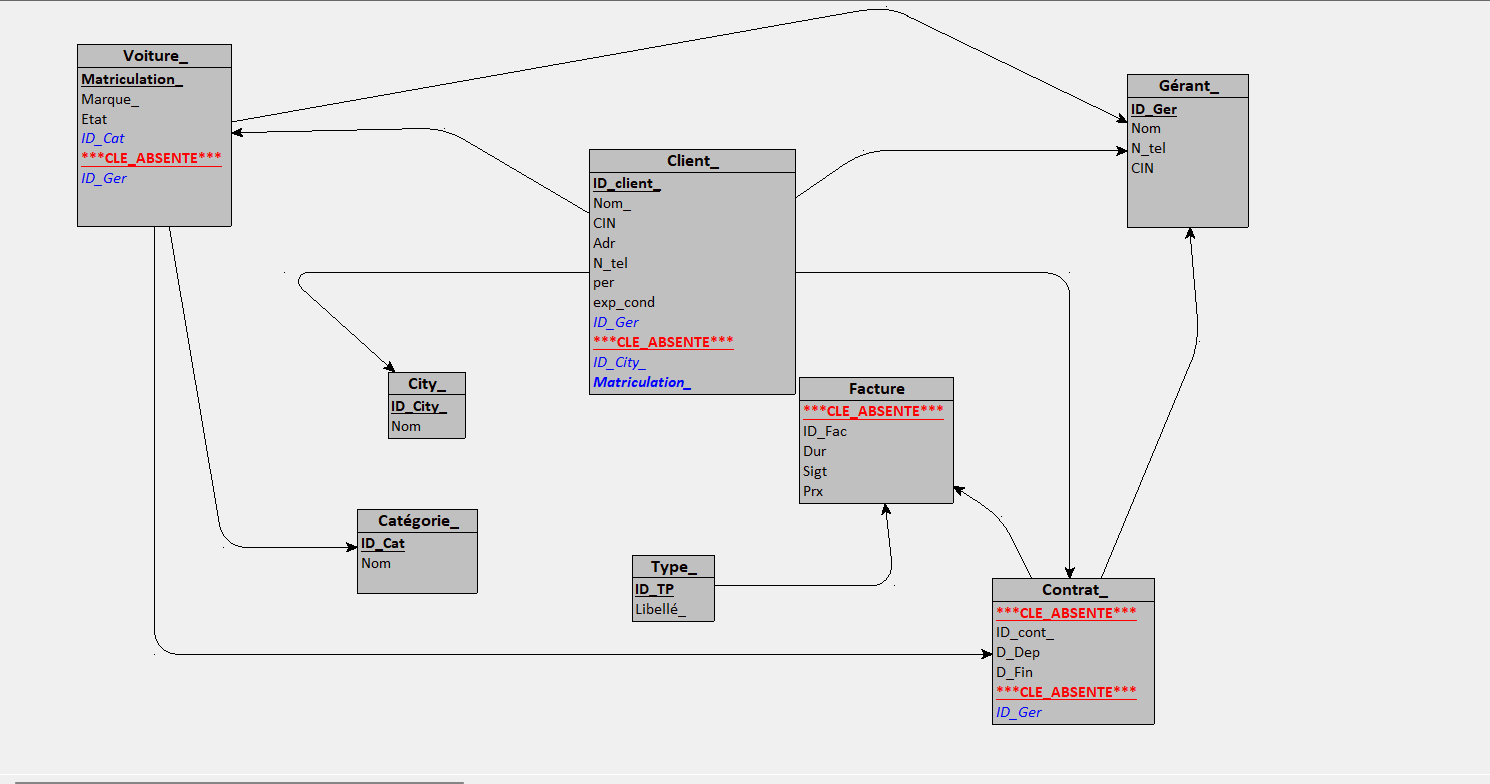 Voiture_
Matriculation_
Marque_
Etat
ID_Cat
***CLE_ABSENTE***
ID_Ger
Gérant_
ID_Ger
Nom
N_tel
CIN
Client_
ID_client_
Nom_
CIN
Adr
N_tel
per
exp_cond
ID_Ger
***CLE_ABSENTE***
ID_City_
Matriculation_
City_
ID_City_
Nom
Facture
***CLE_ABSENTE***
ID_Fac
Dur
Sigt
Prx
Catégorie_
ID_Cat
Nom
Type_
ID_TP
Libellé_
Contrat_
***CLE_ABSENTE***
ID_cont_
D_Dep
D_Fin
***CLE_ABSENTE***
ID_Ger